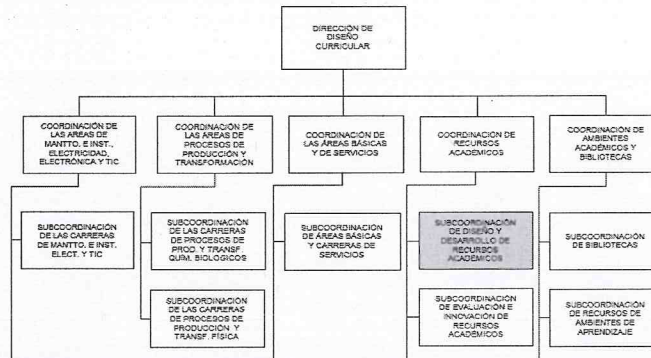 DIRECCIÓN DE
DISEÑO
CURRICULAR
COORDINACIÓN DE
LAS ÁREAS DE
MANTTO. E INST.,
ELECTRICIDAD,
ELECTRÓNICA Y TIC
COORDINACIÓN DE
LAS ÁREAS DE
PROCESOS DE
PRODUCCIÓN Y
TRANSFORMACIÓN
COORDINACIÓN DE
LAS ÁREAS BÁSICAS
Y DE SERVICIOS
COORDINACION DE
RECURSOS
ACADÉMICOS
COORDINACIÓN DE
AMBIENTES
ACADÉMICOS Y
BIBLIOTECAS
SUBCOORDINACIÓN
DE LAS CARRERAS
DE MANTTO. E INST.
ELECT. Y TIC
SUBCOORDINACIÓN
DE LAS CARRERAS
DE PROCESOS DE
PROD. Y TRANSF.
QUIM. BIOLOGICOS
SUBCOORDINACIÓN
DE ÁREAS BÁSICAS
Y CARRERAS DE
SERVICIOS
SUBCOORDINACIÓN
DE DISEÑO Y
DESARROLLO DE
RECURSOS
ACADÉMICOS
SUBCOORDINACIÓN
DE BIBLIOTECAS
SUBCOORDINACIÓN
DE LAS CARRERAS
DE PROCESOS DE
PRODUCCIÓN Y
TRANSF. FÍSICA
SUBCOORDINACIÓN
DE EVALUACIÓN E
INNOVACIÓN DE
RECURSOS
ACADÉMICOS
SUBCOORDINACIÓN
DE RECURSOS DE
AMBIENTES DE
APRENDIZAJE